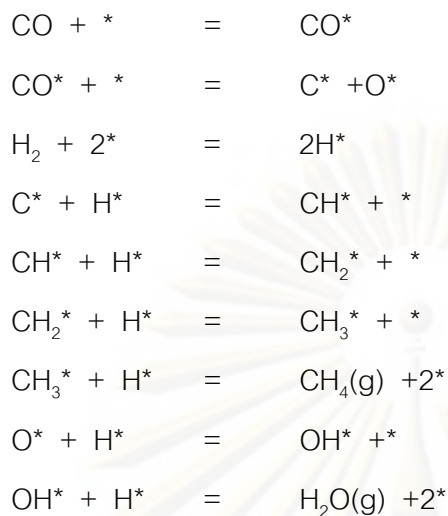 CO + * = CO*
CO* + * = C* +O*
H₂ + 2* = 2H*
C* + H* = CH* + *
CH* + H* = CH₂* + *
CH₂* + H* = CH₃* + *
CH₃* + H* = CH₄(g) +2*
O* + H* = OH* +*
OH* + H* = H₂O(g) +2*